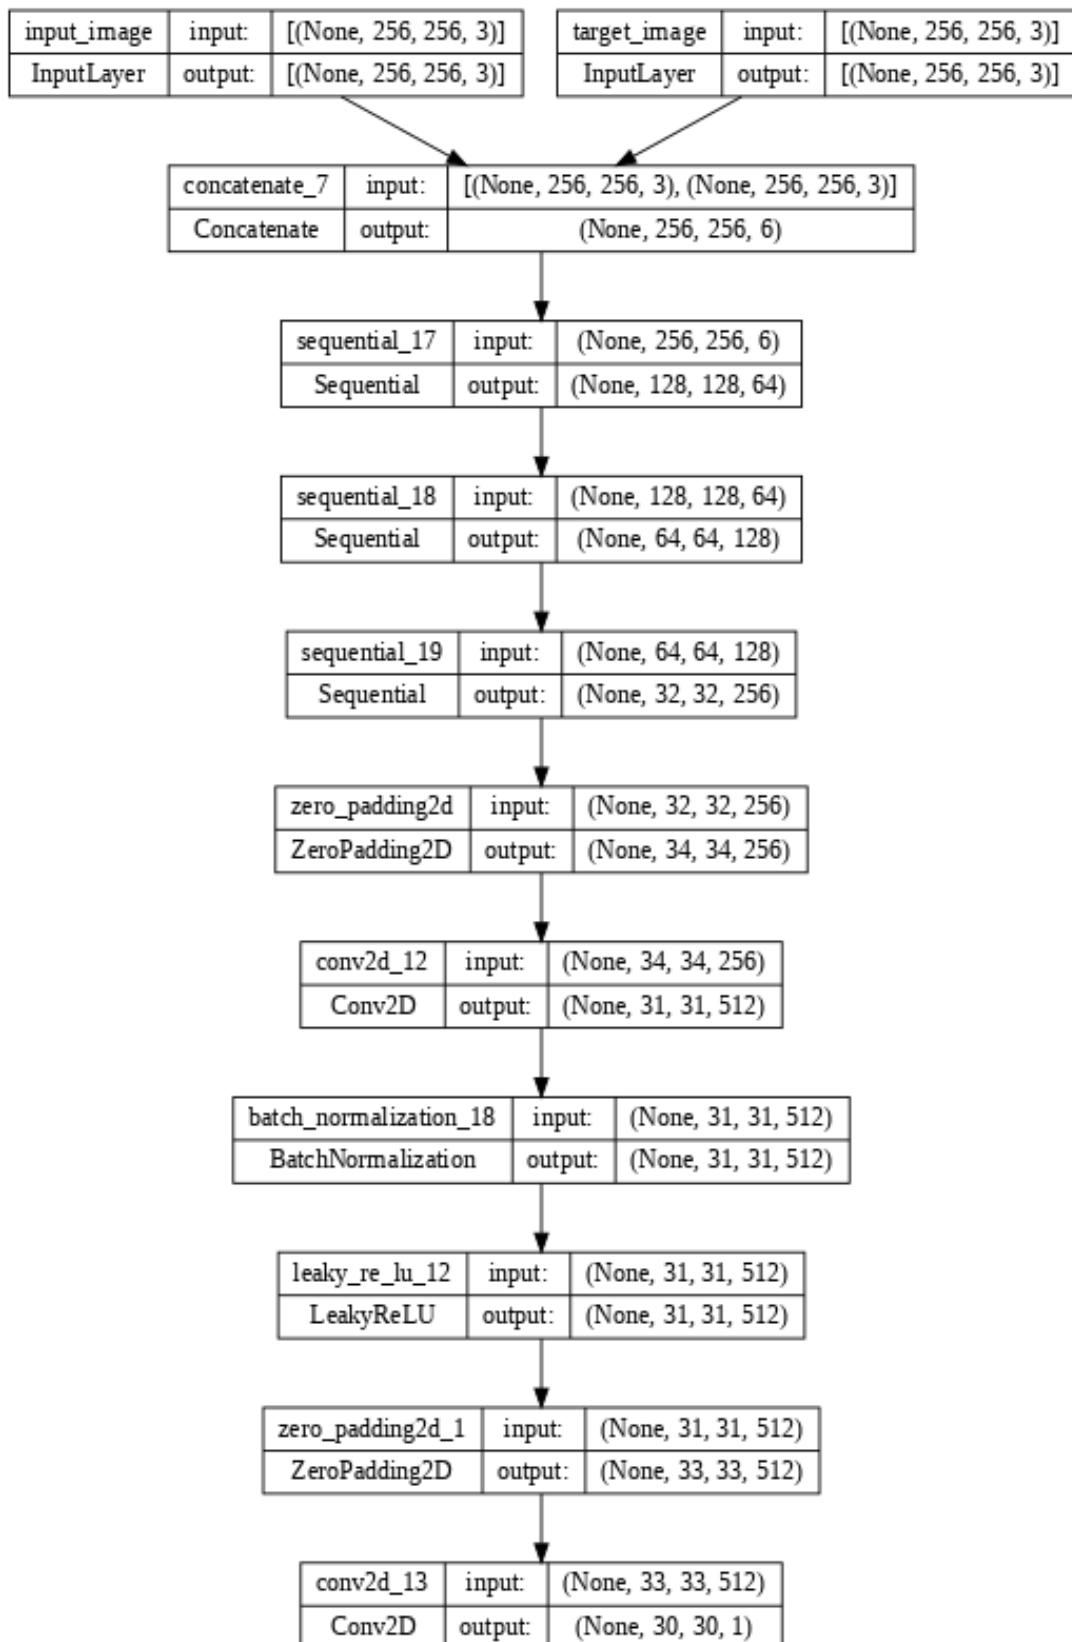 input_image input: [(None, 256, 256, 3)]
InputLayer output: [(None, 256, 256, 3)]
target_image input: [(None, 256, 256, 3)]
InputLayer output: [(None, 256, 256, 3)]
concatenate_7 input: [(None, 256, 256, 3), (None, 256, 256, 3)]
Concatenate output: (None, 256, 256, 6)
sequential_17 input: (None, 256, 256, 6)
Sequential output: (None, 128, 128, 64)
sequential_18 input: (None, 128, 128, 64)
Sequential output: (None, 64, 64, 128)
sequential_19 input: (None, 64, 64, 128)
Sequential output: (None, 32, 32, 256)
zero_padding2d input: (None, 32, 32, 256)
ZeroPadding2D output: (None, 34, 34, 256)
conv2d_12 input: (None, 34, 34, 256)
Conv2D output: (None, 31, 31, 512)
batch_normalization_18 input: (None, 31, 31, 512)
BatchNormalization output: (None, 31, 31, 512)
leaky_re_lu_12 input: (None, 31, 31, 512)
LeakyReLU output: (None, 31, 31, 512)
zero_padding2d_1 input: (None, 31, 31, 512)
ZeroPadding2D output: (None, 33, 33, 512)
conv2d_13 input: (None, 33, 33, 512)
Conv2D output: (None, 30, 30, 1)